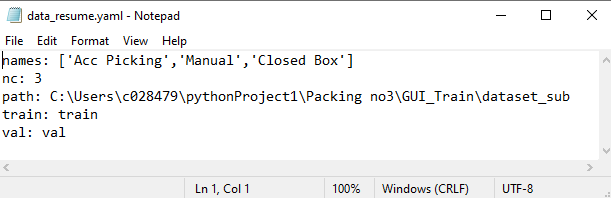 data_resume.yaml - Notepad
File Edit Format View Help
names: ['Acc Picking','Manual','Closed Box']
nc: 3
path: C:\Users\c028479\pythonProject1\Packing no3\GUI_Train\dataset_sub
train: train
val: val
Ln 1, Col 1 100% Windows (CRLF) UTF-8